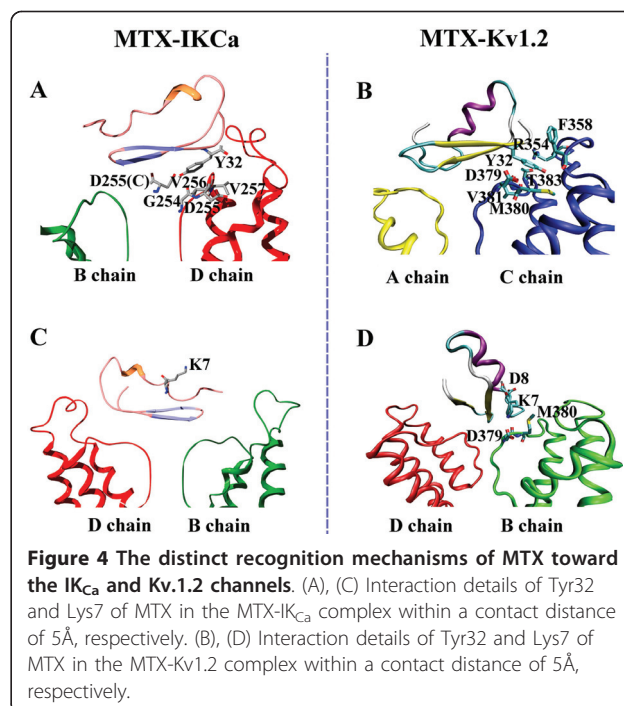 MTX-IKCa
MTX-Kv1.2
A
Y32
D255(C)
V256
V257
G254
D255
B chain
D chain
B
F358
R354
Y32
D379
T383
V381
M380
A chain
C chain
C
K7
D chain
B chain
D
D8
K7
M380
D379
D chain
B chain
Figure 4 The distinct recognition mechanisms of MTX toward
the IKCa and Kv.1.2 channels. (A), (C) Interaction details of Tyr32
and Lys7 of MTX in the MTX-IKCa complex within a contact distance
of 5Å, respectively. (B), (D) Interaction details of Tyr32 and Lys7 of
MTX in the MTX-Kv1.2 complex within a contact distance of 5Å,
respectively.